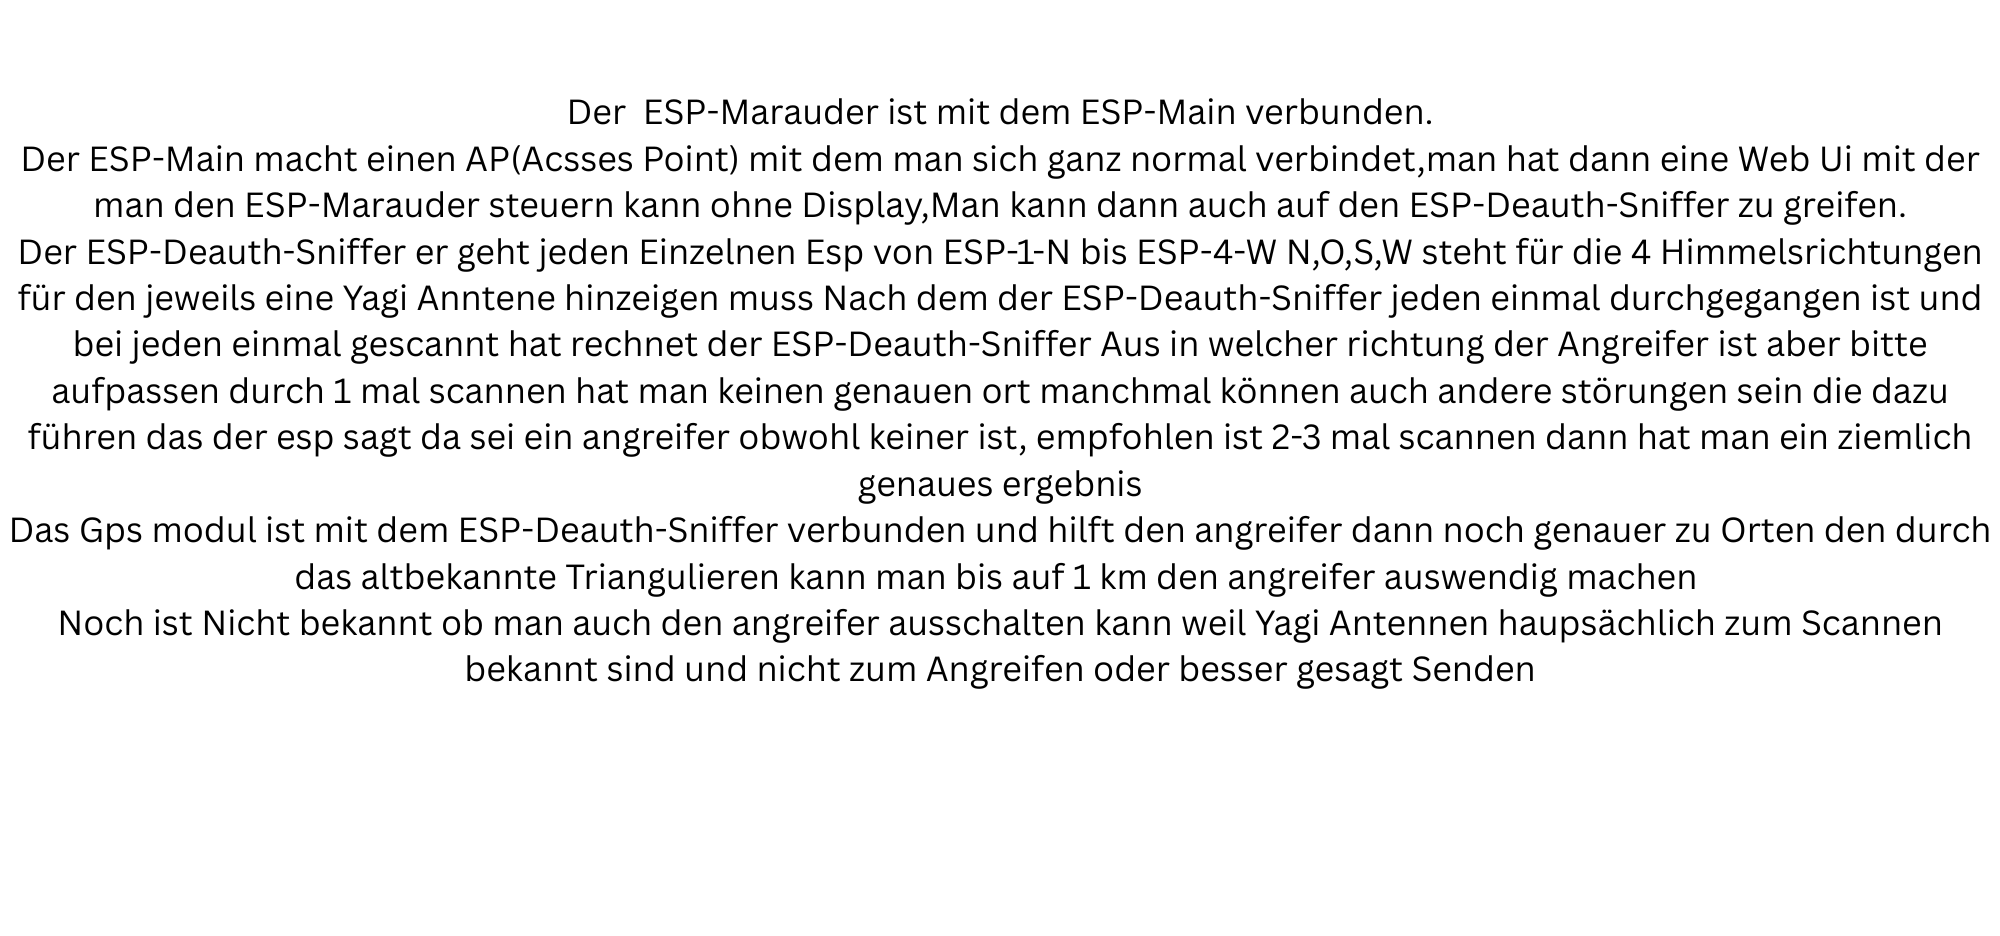 Der  ESP-Marauder ist mit dem ESP-Main verbunden.
Der ESP-Main macht einen AP(Acsses Point) mit dem man sich ganz normal verbindet,man hat dann eine Web Ui mit der
man den ESP-Marauder steuern kann ohne Display,Man kann dann auch auf den ESP-Deauth-Sniffer zu greifen.
Der ESP-Deauth-Sniffer er geht jeden Einzelnen Esp von ESP-1-N bis ESP-4-W N,O,S,W steht für die 4 Himmelsrichtungen
für den jeweils eine Yagi Anntene hinzeigen muss Nach dem der ESP-Deauth-Sniffer jeden einmal durchgegangen ist und
bei jeden einmal gescannt hat rechnet der ESP-Deauth-Sniffer Aus in welcher richtung der Angreifer ist aber bitte
aufpassen durch 1 mal scannen hat man keinen genauen ort manchmal können auch andere störungen sein die dazu
führen das der esp sagt da sei ein angreifer obwohl keiner ist, empfohlen ist 2-3 mal scannen dann hat man ein ziemlich
genaues ergebnis
Das Gps modul ist mit dem ESP-Deauth-Sniffer verbunden und hilft den angreifer dann noch genauer zu Orten den durch
das altbekannte Triangulieren kann man bis auf 1 km den angreifer auswendig machen
Noch ist Nicht bekannt ob man auch den angreifer ausschalten kann weil Yagi Antennen haupsächlich zum Scannen
bekannt sind und nicht zum Angreifen oder besser gesagt Senden